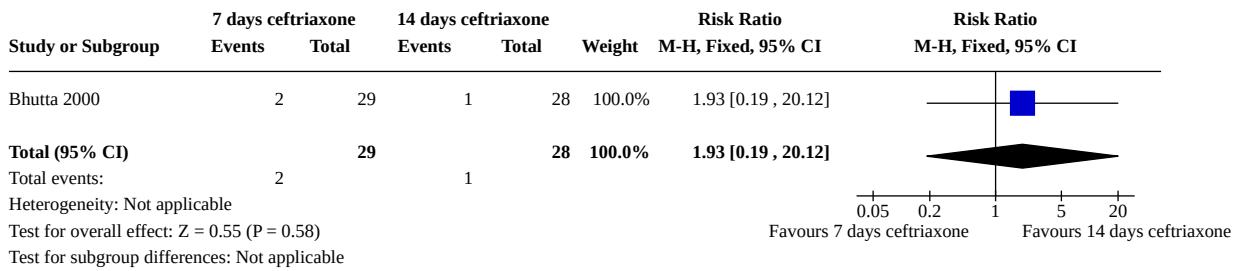 7 days ceftriaxone 14 days ceftriaxone Risk Ratio Risk Ratio
Study or Subgroup Events Total Events Total Weight M-H, Fixed, 95% CI M-H, Fixed, 95% CI
Bhutta 2000 2 29 1 28 100.0% 1.93 [0.19 , 20.12]
Total (95% CI) 29 28 100.0% 1.93 [0.19 , 20.12]
Total events: 2 1
Heterogeneity: Not applicable 0.05 0.2 1 5 20
Test for overall effect: Z = 0.55 (P = 0.58) Favours 7 days ceftriaxone Favours 14 days ceftriaxone
Test for subgroup differences: Not applicable